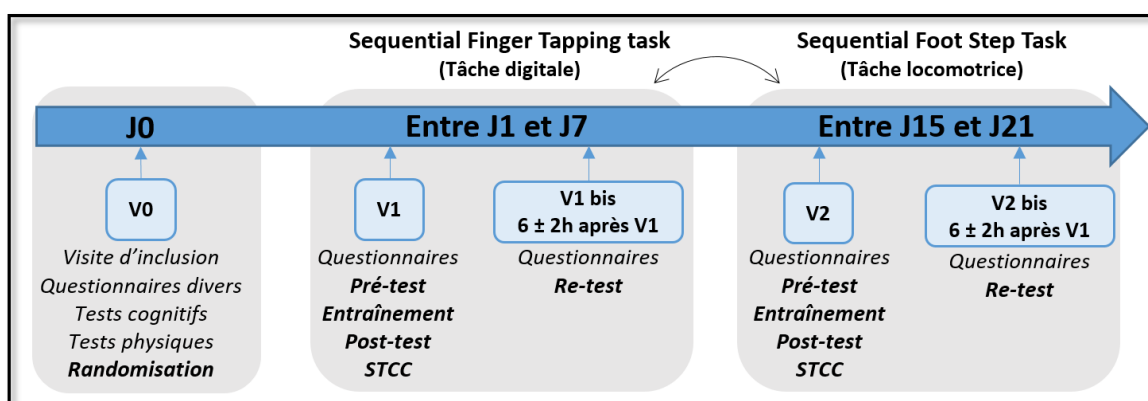 Sequential Finger Tapping task
(Tâche digitale)
Sequential Foot Step Task
(Tâche locomotrice)
J0
Entre J1 et J7
Entre J15 et J21
V0
Visite d'inclusion
Questionnaires divers
Tests cognitifs
Tests physiques
Randomisation
V1
Questionnaires
Pré-test
Entraînement
Post-test
STCC
V1 bis
6 ± 2h après V1
Questionnaires
Re-test
V2
Questionnaires
Pré-test
Entraînement
Post-test
STCC
V2 bis
6 ± 2h après V1
Questionnaires
Re-test